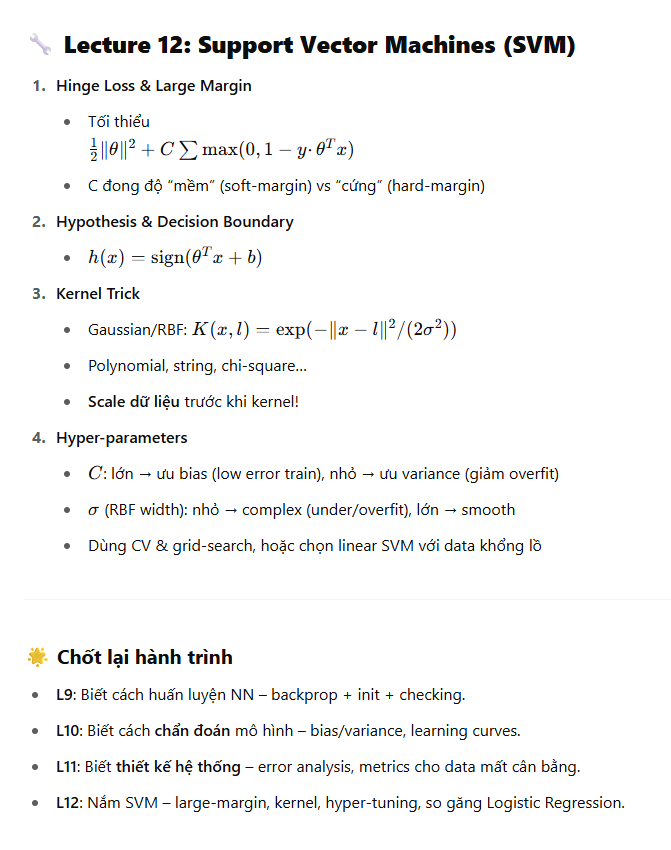 🔧 Lecture 12: Support Vector Machines (SVM)
1. Hinge Loss & Large Margin
• Tối thiểu
½‖θ‖² + C ∑ max(0, 1 − y·θᵀx)
• C đong độ “mềm” (soft-margin) vs “cứng” (hard-margin)
2. Hypothesis & Decision Boundary
• h(x) = sign(θᵀx + b)
3. Kernel Trick
• Gaussian/RBF: K(x, l) = exp(−‖x − l‖²/(2σ²))
• Polynomial, string, chi-square…
• Scale dữ liệu trước khi kernel!
4. Hyper-parameters
• C: lớn → ưu bias (low error train), nhỏ → ưu variance (giảm overfit)
• σ (RBF width): nhỏ → complex (under/overfit), lớn → smooth
• Dùng CV & grid-search, hoặc chọn linear SVM với data khổng lồ
🌟 Chốt lại hành trình
• L9: Biết cách huấn luyện NN – backprop + init + checking.
• L10: Biết cách chẩn đoán mô hình – bias/variance, learning curves.
• L11: Biết thiết kế hệ thống – error analysis, metrics cho data mất cân bằng.
• L12: Nắm SVM – large-margin, kernel, hyper-tuning, so găng Logistic Regression.